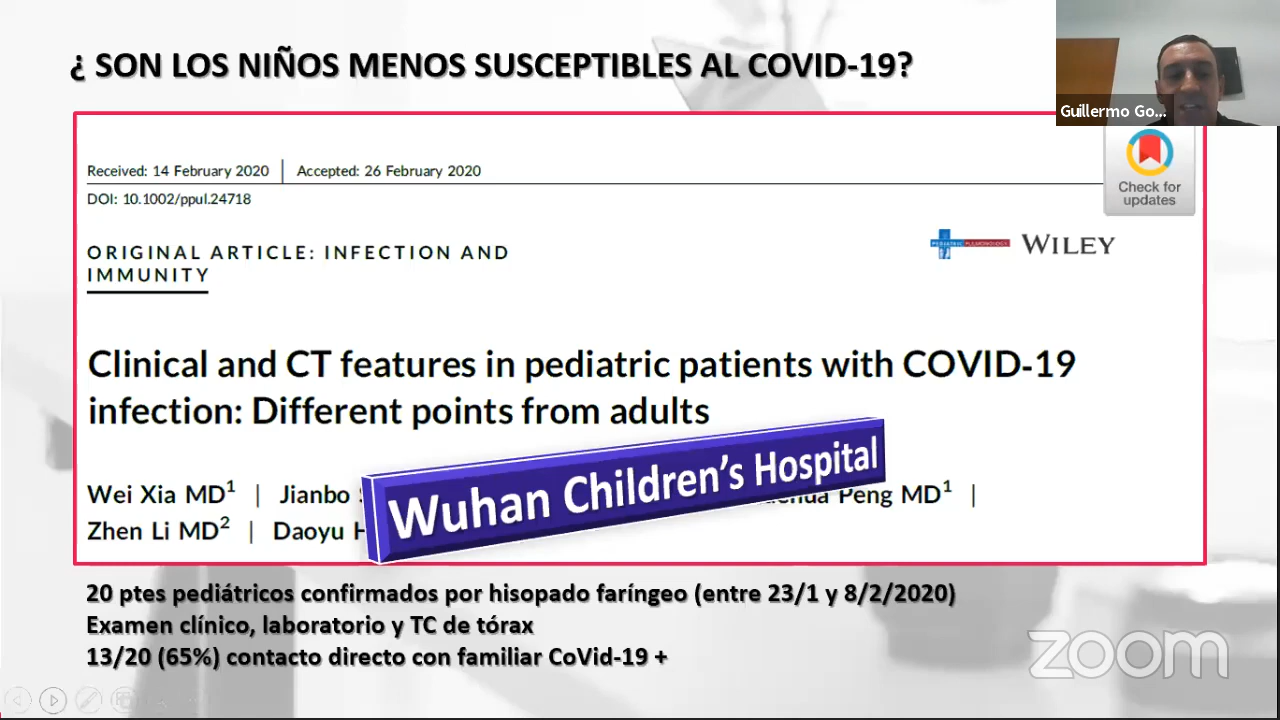 ¿ SON LOS NIÑOS MENOS SUSCEPTIBLES AL COVID-19?
Guillermo Go...
Received: 14 February 2020 | Accepted: 26 February 2020
DOI: 10.1002/ppul.24718
Check for
updates
ORIGINAL ARTICLE: INFECTION AND
IMMUNITY
PEDIATRIC PULMONOLOGY WILEY
Clinical and CT features in pediatric patients with COVID-19
infection: Different points from adults
Wuhan Children's Hospital
Wei Xia MD1 | Jianbo Peng MD1 |
Zhen Li MD2 | Daoyu
20 ptes pediátricos confirmados por hisopado faríngeo (entre 23/1 y 8/2/2020)
Examen clínico, laboratorio y TC de tórax
13/20 (65%) contacto directo con familiar CoVid-19 +
zoom